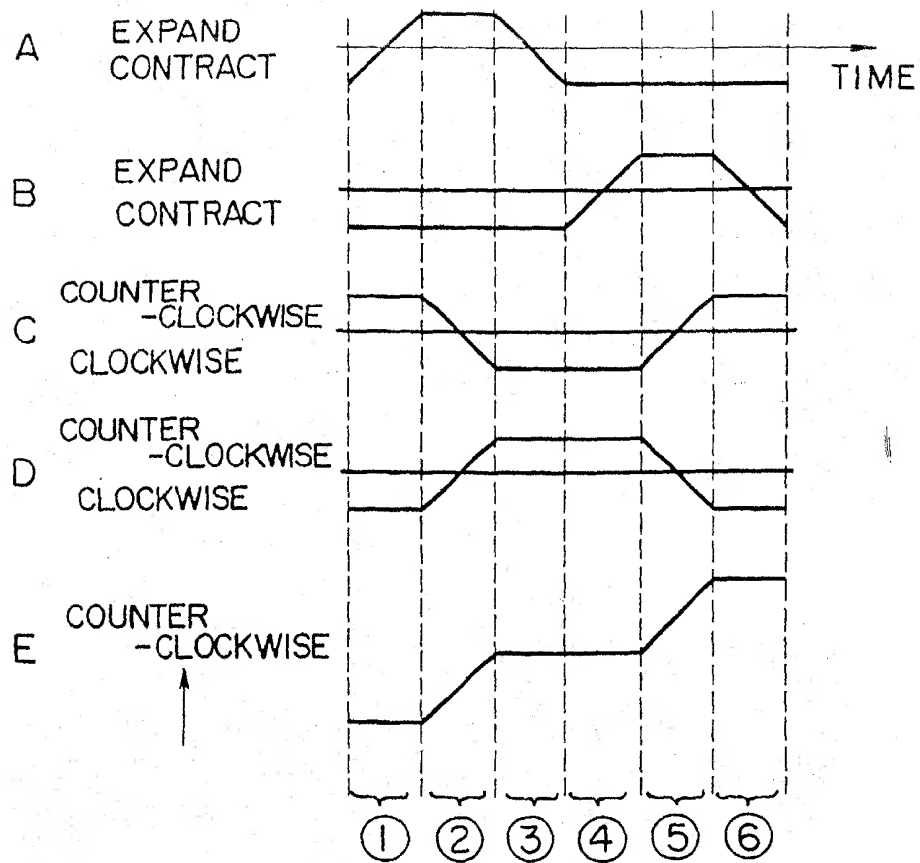 A EXPAND
CONTRACT
TIME
B EXPAND
CONTRACT
COUNTER
-CLOCKWISE
C
CLOCKWISE
COUNTER
-CLOCKWISE
D
CLOCKWISE
COUNTER
E -CLOCKWISE
1 2 3 4 5 6